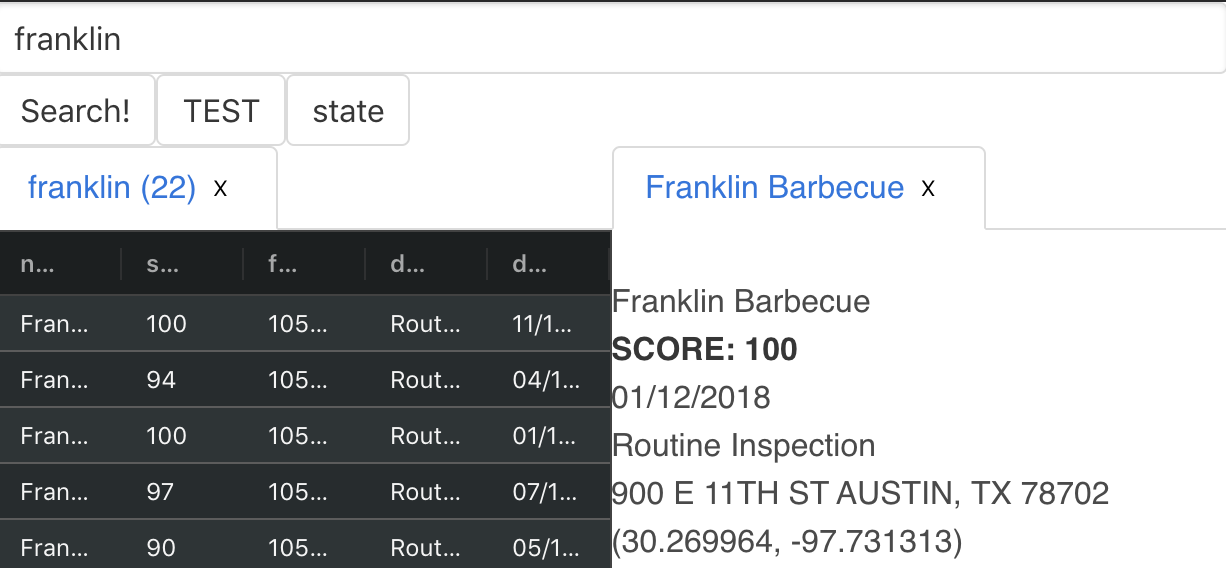 franklin
Search! TEST state
franklin (22) x
n... s... f... d... d...
Fran... 100 105... Rout... 11/1...
Fran... 94 105... Rout... 04/1...
Fran... 100 105... Rout... 01/1...
Fran... 97 105... Rout... 07/1...
Fran... 90 105... Rout... 05/1...
Franklin Barbecue x
Franklin Barbecue
SCORE: 100
01/12/2018
Routine Inspection
900 E 11TH ST AUSTIN, TX 78702
(30.269964, -97.731313)